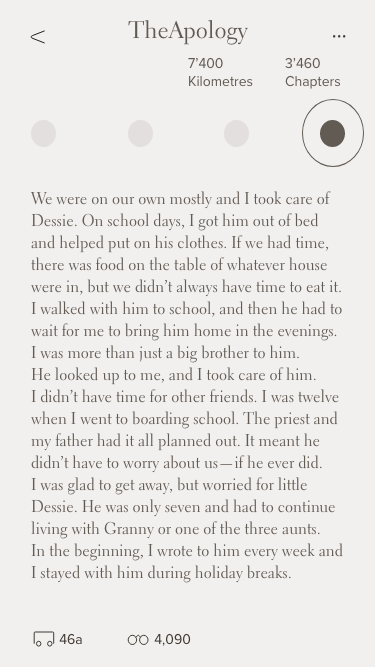 <
TheApology
...
7’400
Kilometres
3’460
Chapters
We were on our own mostly and I took care of
Dessie. On school days, I got him out of bed
and helped put on his clothes. If we had time,
there was food on the table of whatever house
were in, but we didn’t always have time to eat it.
I walked with him to school, and then he had to
wait for me to bring him home in the evenings.
I was more than just a big brother to him.
He looked up to me, and I took care of him.
I didn’t have time for other friends. I was twelve
when I went to boarding school. The priest and
my father had it all planned out. It meant he
didn’t have to worry about us—if he ever did.
I was glad to get away, but worried for little
Dessie. He was only seven and had to continue
living with Granny or one of the three aunts.
In the beginning, I wrote to him every week and
I stayed with him during holiday breaks.
46a
4,090